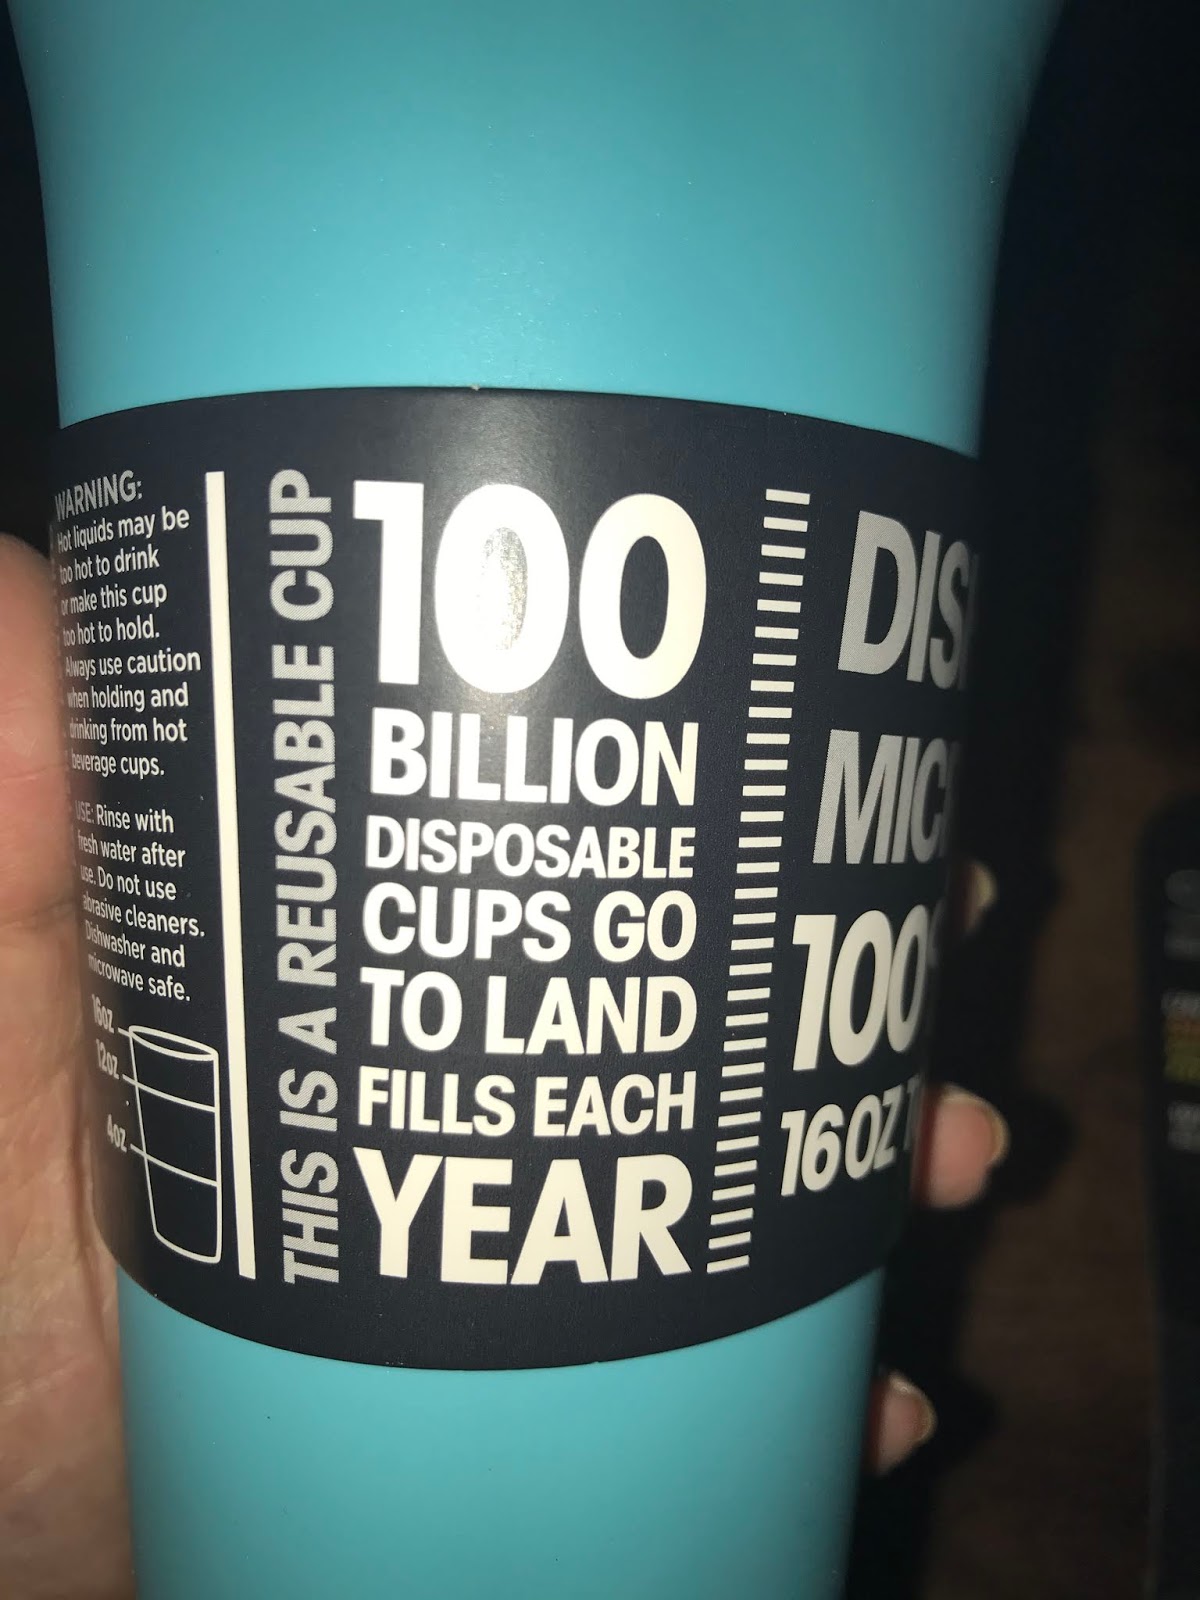 WARNING:
Hot liquids may be
too hot to drink
or make this cup
too hot to hold.
Always use caution
when holding and
drinking from hot
beverage cups.
USE: Rinse with
fresh water after
use. Do not use
abrasive cleaners.
Dishwasher and
microwave safe.
16oz
12oz
4oz
THIS IS A REUSABLE CUP
100
BILLION
DISPOSABLE
CUPS GO
TO LAND
FILLS EACH
YEAR
100
16 OZ